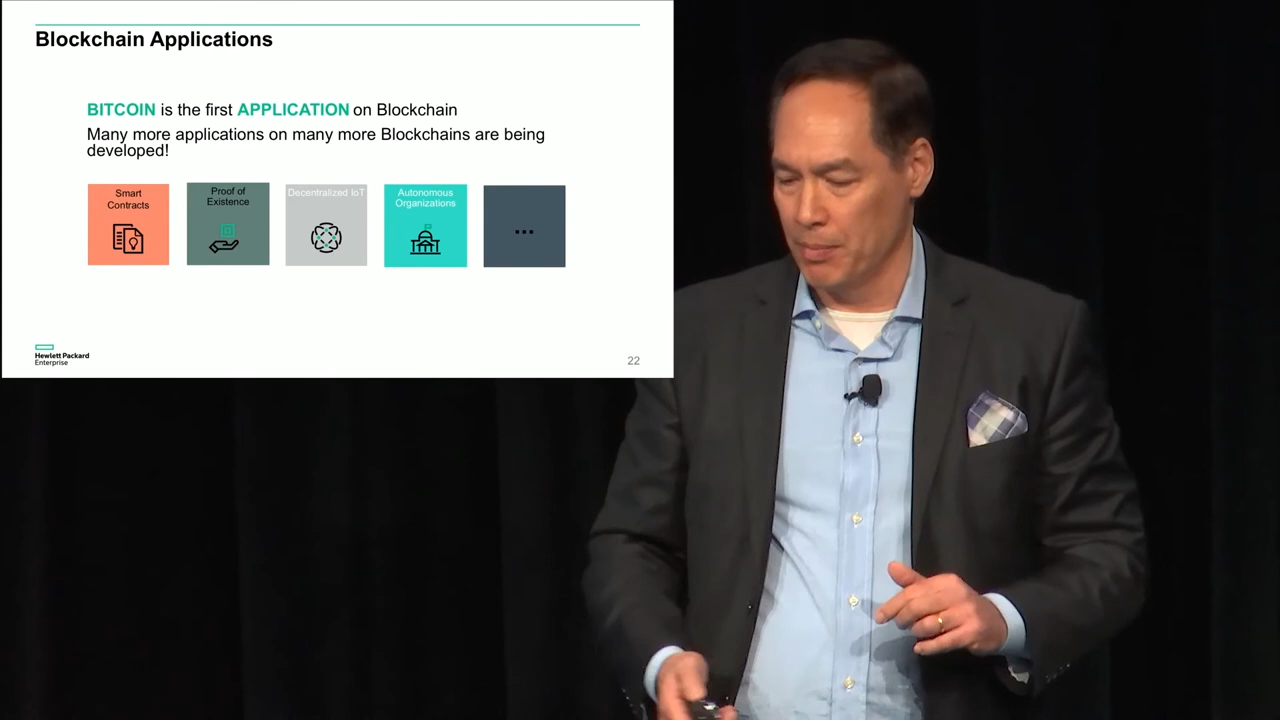 Blockchain Applications
BITCOIN is the first APPLICATION on Blockchain
Many more applications on many more Blockchains are being
developed!
Smart
Contracts
Proof of
Existence
Decentralized IoT
Autonomous
Organizations
...
Hewlett Packard
Enterprise
22